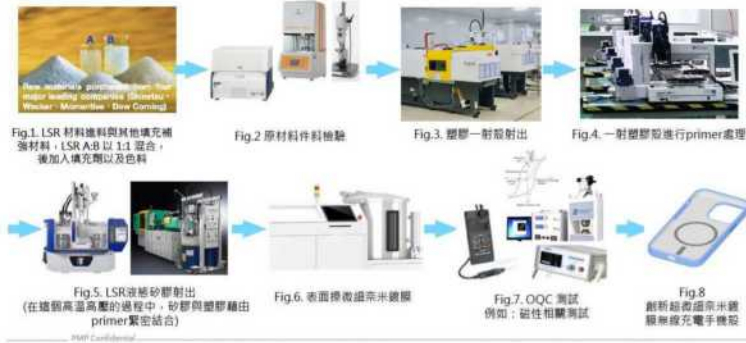 A B
Raw materials purchased from four
major leading companies (Shinetsu、
Wacker、Momentive、Dow Corning)
Fig.1. LSR 材料進料與其他填充補
強材料，LSR A:B 以 1:1 混合，
後加入填充劑以及色料
Fig.2 原材料件料檢驗
Fig.3. 塑膠一射殼射出
Fig.4. 一射塑膠殼進行primer處理
Fig.5. LSR液態矽膠射出
(在這個高溫高壓的過程中，矽膠與塑膠藉由
primer緊密結合)
Fig.6. 表面掺微細奈米鍍膜
Fig.7. OQC 測試
例如：磁性相關測試
Fig.8
創新超微細奈米鍍
膜無線充電手機殼
PMP Confidential